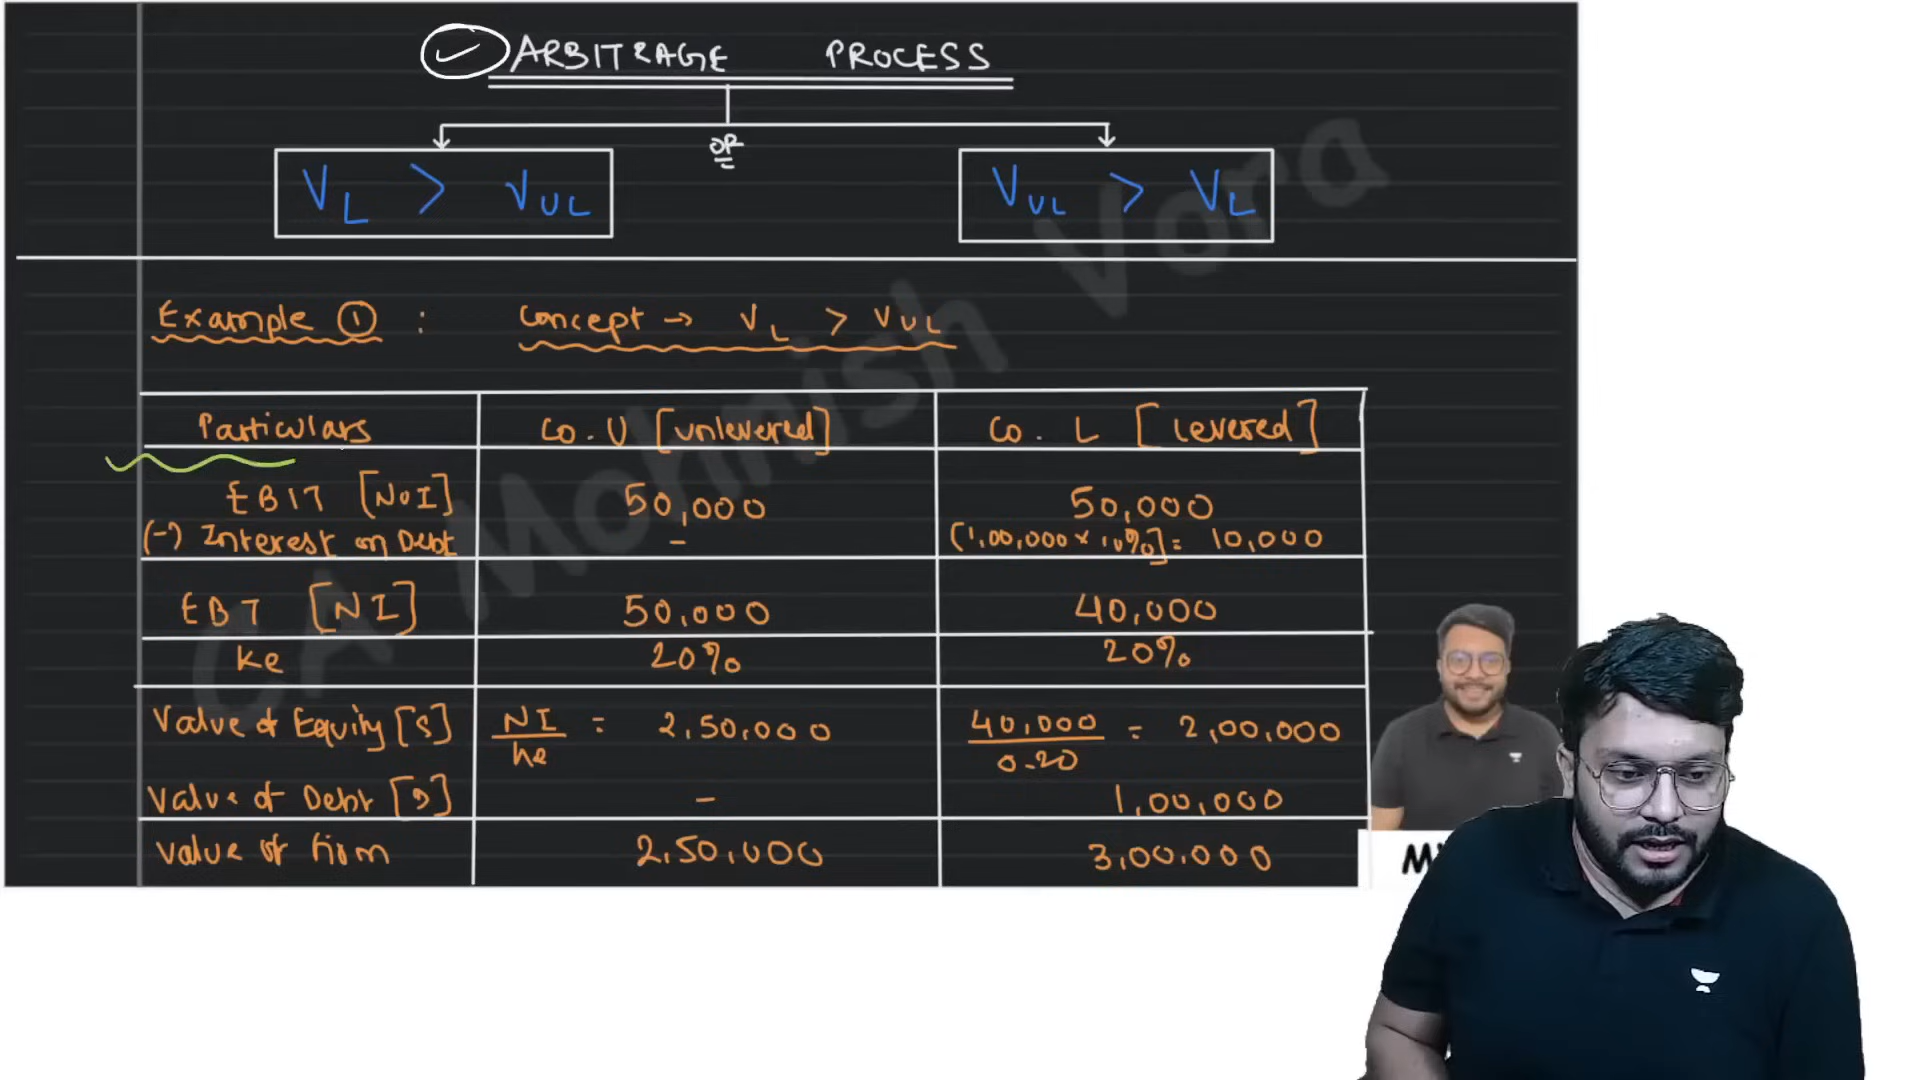 ARBITRAGE PROCESS
OR
VL > VUL
VUL > VL
Example ① : Concept → VL > VUL
Particulars Co. U [unlevered] Co. L [levered]
EBIT [NOI] 50,000 50,000
(-) Interest on Debt - (1,00,000 × 10%] = 10,000
EBT [NI] 50,000 40,000
Ke 20% 20%
Value of Equity [S] NI/ke = 2,50,000 40,000/0.20 = 2,00,000
Value of Debt [D] - 1,00,000
Value of Firm 2,50,000 3,00,000
CA Mohnish Vora